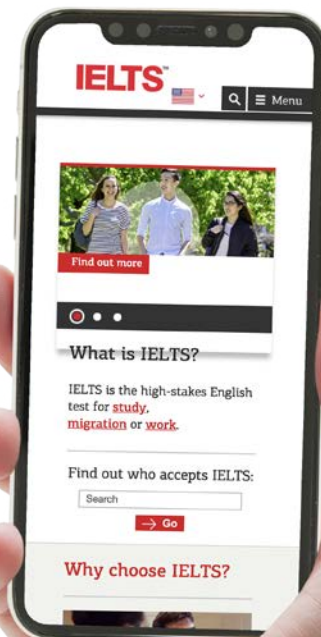 IELTS™
Menu
Find out more
What is IELTS?
IELTS is the high-stakes English
test for study,
migration or work.
Find out who accepts IELTS:
Search
Go
Why choose IELTS?